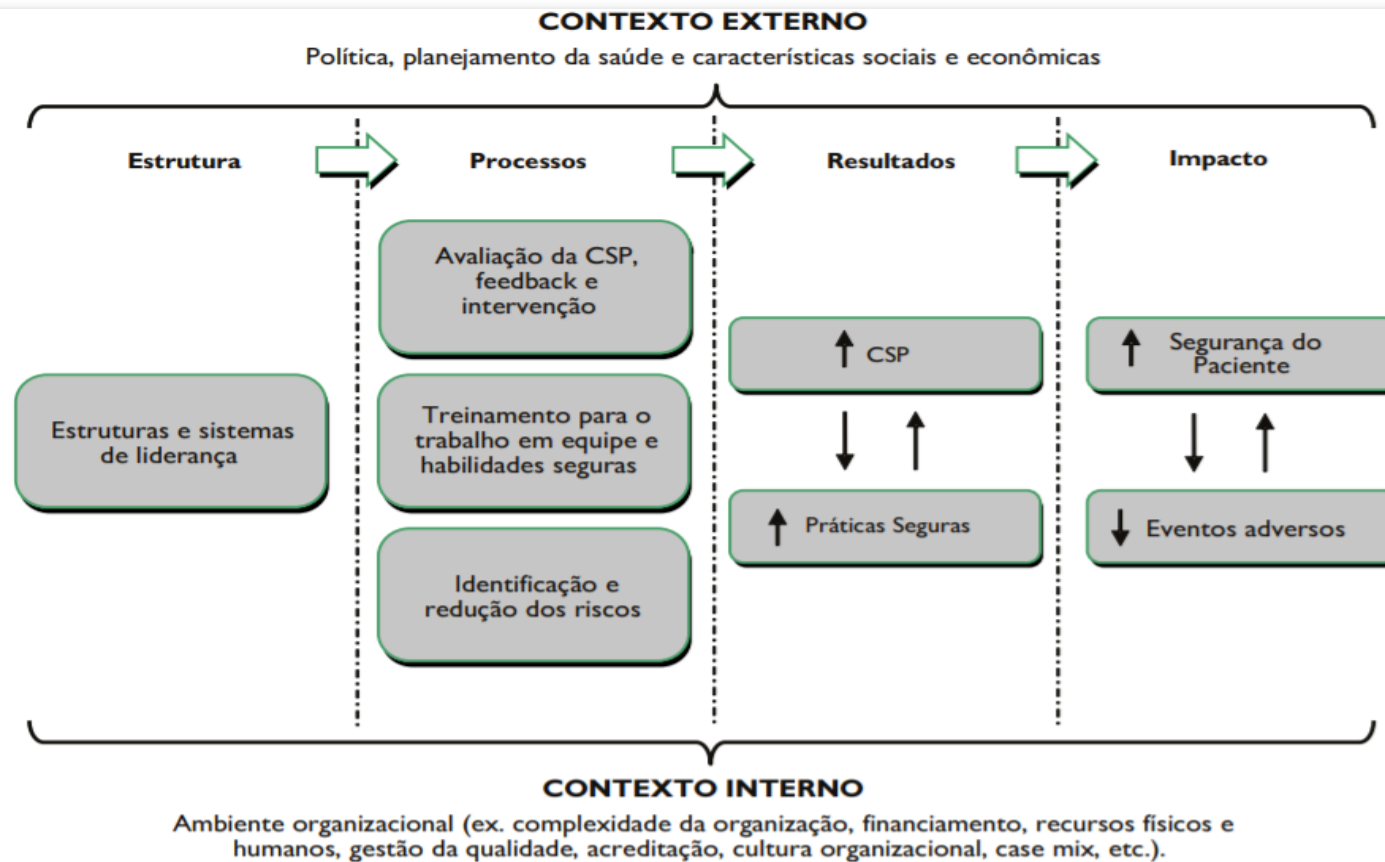 CONTEXTO EXTERNO
Política, planejamento da saúde e características sociais e econômicas
Estrutura
Processos
Resultados
Impacto
Estruturas e sistemas
de liderança
Avaliação da CSP,
feedback e
intervenção
Treinamento para o
trabalho em equipe e
habilidades seguras
Identificação e
redução dos riscos
CSP
Práticas Seguras
Segurança do
Paciente
Eventos adversos
CONTEXTO INTERNO
Ambiente organizacional (ex. complexidade da organização, financiamento, recursos físicos e
humanos, gestão da qualidade, acreditação, cultura organizacional, case mix, etc.).